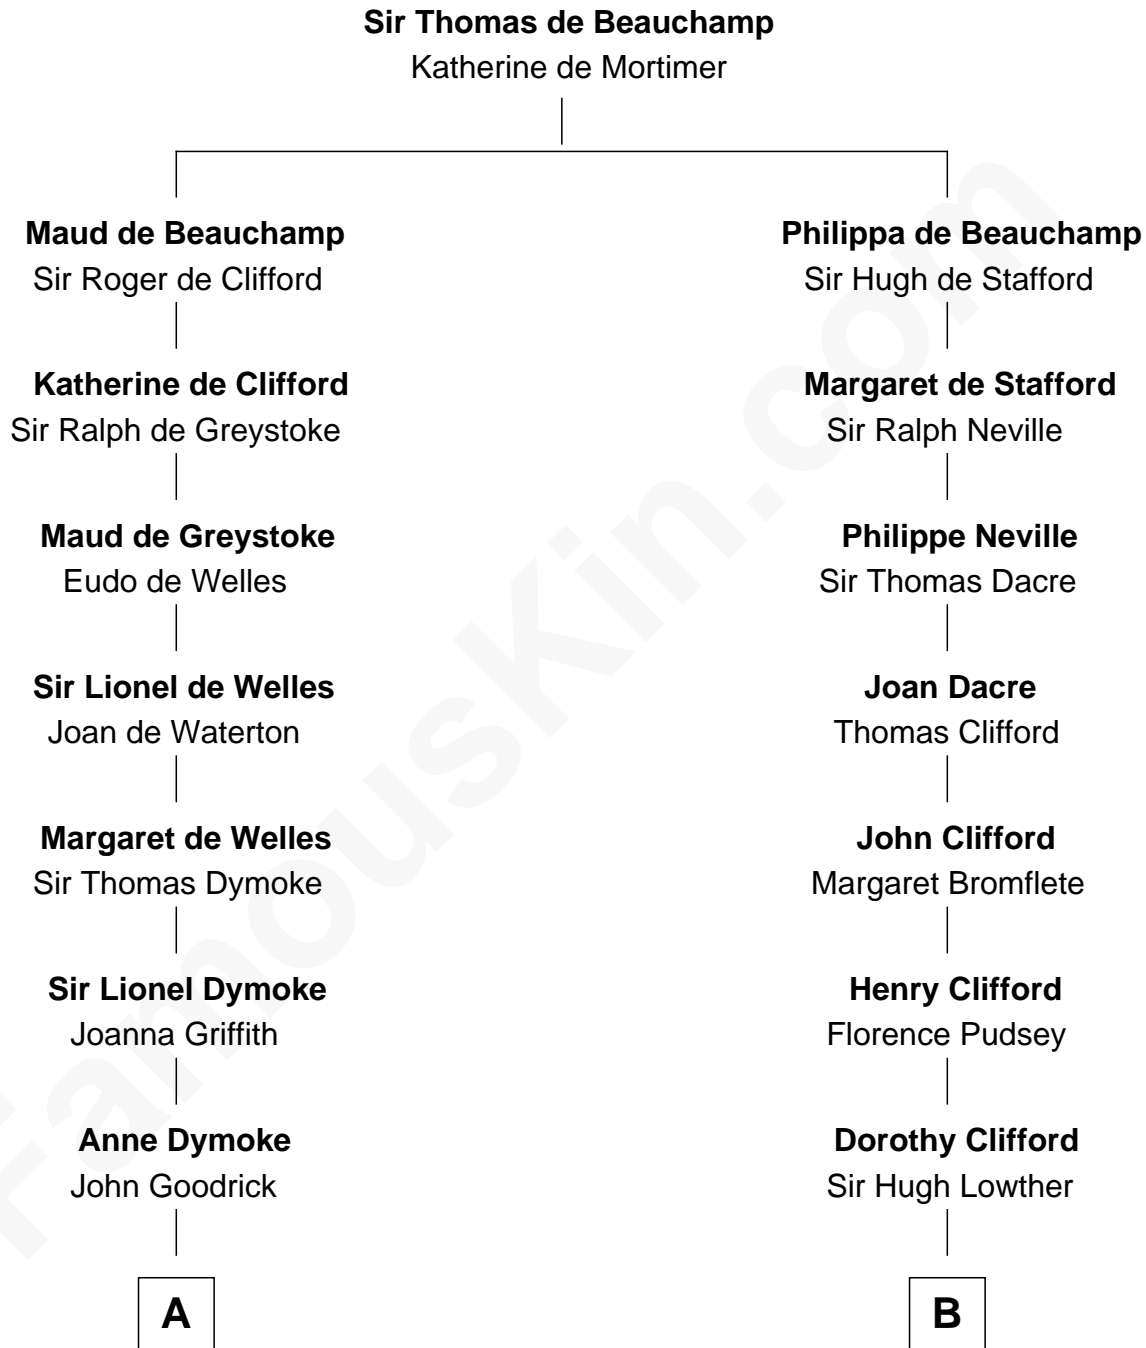 Sir Thomas de Beauchamp
Katherine de Mortimer
Maud de Beauchamp
Sir Roger de Clifford
Katherine de Clifford
Sir Ralph de Greystoke
Maud de Greystoke
Eudo de Welles
Sir Lionel de Welles
Joan de Waterton
Margaret de Welles
Sir Thomas Dymoke
Sir Lionel Dymoke
Joanna Griffith
Anne Dymoke
John Goodrick
A
Philippa de Beauchamp
Sir Hugh de Stafford
Margaret de Stafford
Sir Ralph Neville
Philippe Neville
Sir Thomas Dacre
Joan Dacre
Thomas Clifford
John Clifford
Margaret Bromflete
Henry Clifford
Florence Pudsey
Dorothy Clifford
Sir Hugh Lowther
B
FamousKin.com